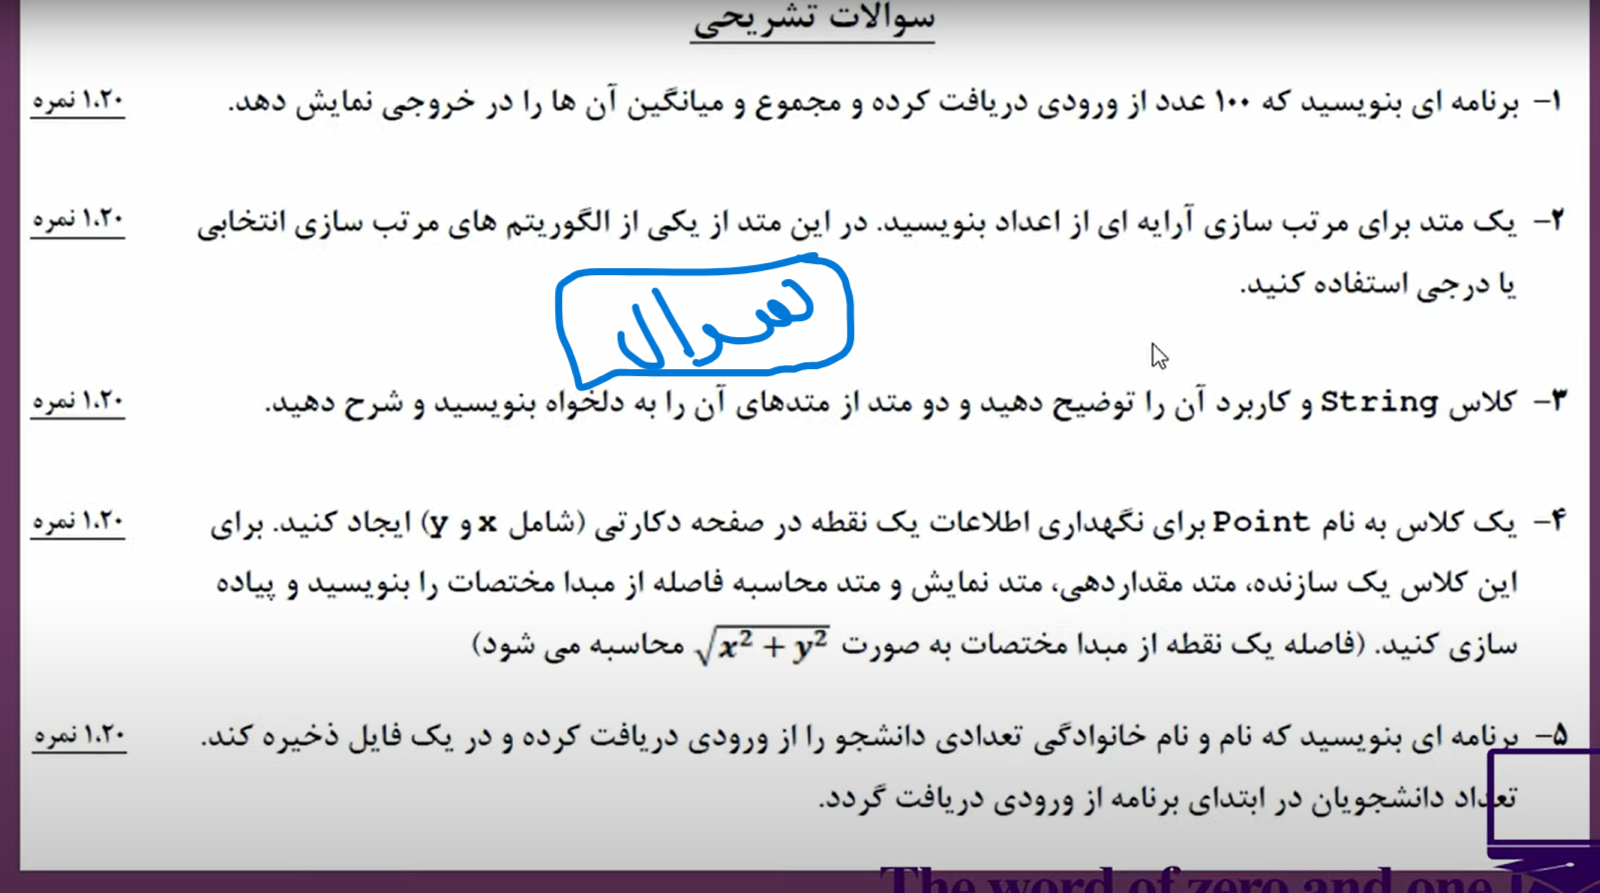 سوالات تشریحی
۱- برنامه ای بنویسید که ۱۰۰ عدد از ورودی دریافت کرده و مجموع و میانگین آن ها را در خروجی نمایش دهد. ۱.۲۰ نمره
۲- یک متد برای مرتب سازی آرایه ای از اعداد بنویسید. در این متد از یکی از الگوریتم های مرتب سازی انتخابی ۱.۲۰ نمره
یا درجی استفاده کنید.
سوال
۳- کلاس String و کاربرد آن را توضیح دهید و دو متد از متدهای آن را به دلخواه بنویسید و شرح دهید. ۱.۲۰ نمره
۴- یک کلاس به نام Point برای نگهداری اطلاعات یک نقطه در صفحه دکارتی (شامل x و y) ایجاد کنید. برای ۱.۲۰ نمره
این کلاس یک سازنده، متد مقداردهی، متد نمایش و متد محاسبه فاصله از مبدا مختصات را بنویسید و پیاده
سازی کنید. (فاصله یک نقطه از مبدا مختصات به صورت √x² + y² محاسبه می شود)
۵- برنامه ای بنویسید که نام و نام خانوادگی تعدادی دانشجو را از ورودی دریافت کرده و در یک فایل ذخیره کند. ۱.۲۰ نمره
تعداد دانشجویان در ابتدای برنامه از ورودی دریافت گردد.
The word of zero and one